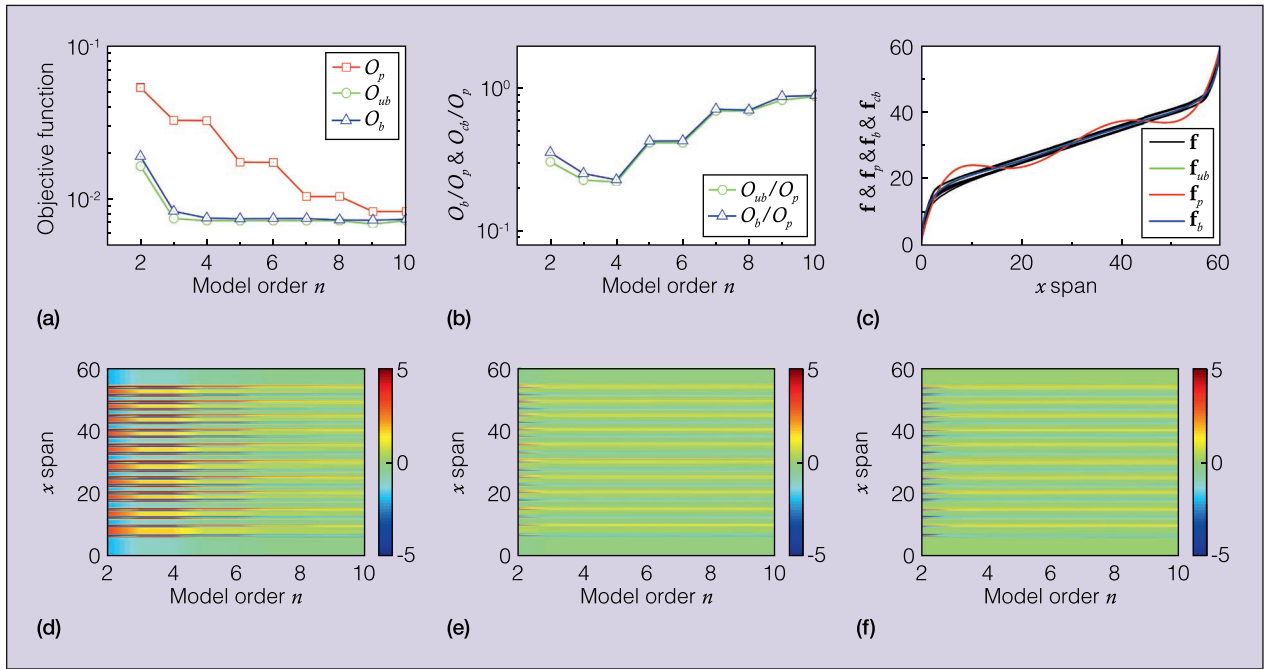 10^-1
10^-2
Objective function
O_p
O_ub
O_b
2 4 6 8 10
Model order n
(a)
10^0
10^-1
O_b/O_p & O_cb/O_p
O_ub/O_p
O_b/O_p
2 4 6 8 10
Model order n
(b)
60
40
20
0
f & f_p & f_b & f_cb
f
f_ub
f_p
f_b
0 20 40 60
x span
(c)
60
40
20
0
x span
5
0
-5
2 4 6 8 10
Model order n
(d)
60
40
20
0
x span
5
0
-5
2 4 6 8 10
Model order n
(e)
60
40
20
0
x span
5
0
-5
2 4 6 8 10
Model order n
(f)